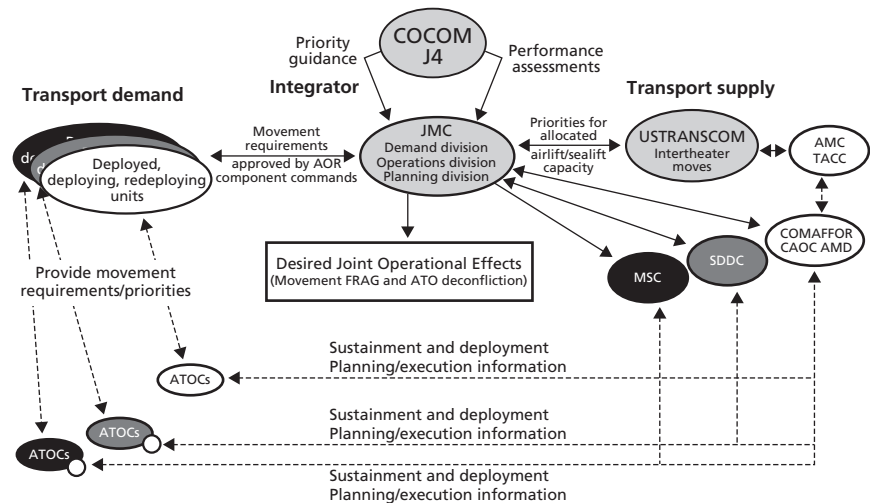 COCOM
J4
Priority
guidance
Performance
assessments
Integrator
Transport demand
Transport supply
Deployed,
deploying, redeploying
units
Movement
requirements
approved by AOR
component commands
JMC
Demand division
Operations division
Planning division
Priorities for
allocated
airlift/sealift
capacity
USTRANSCOM
Intertheater
moves
AMC
TACC
COMAFFOR
CAOC AMD
SDDC
MSC
Desired Joint Operational Effects
(Movement FRAG and ATO deconfliction)
Provide movement
requirements/priorities
ATOCs
Sustainment and deployment
Planning/execution information
ATOCs
Sustainment and deployment
Planning/execution information
ATOCs
Sustainment and deployment
Planning/execution information